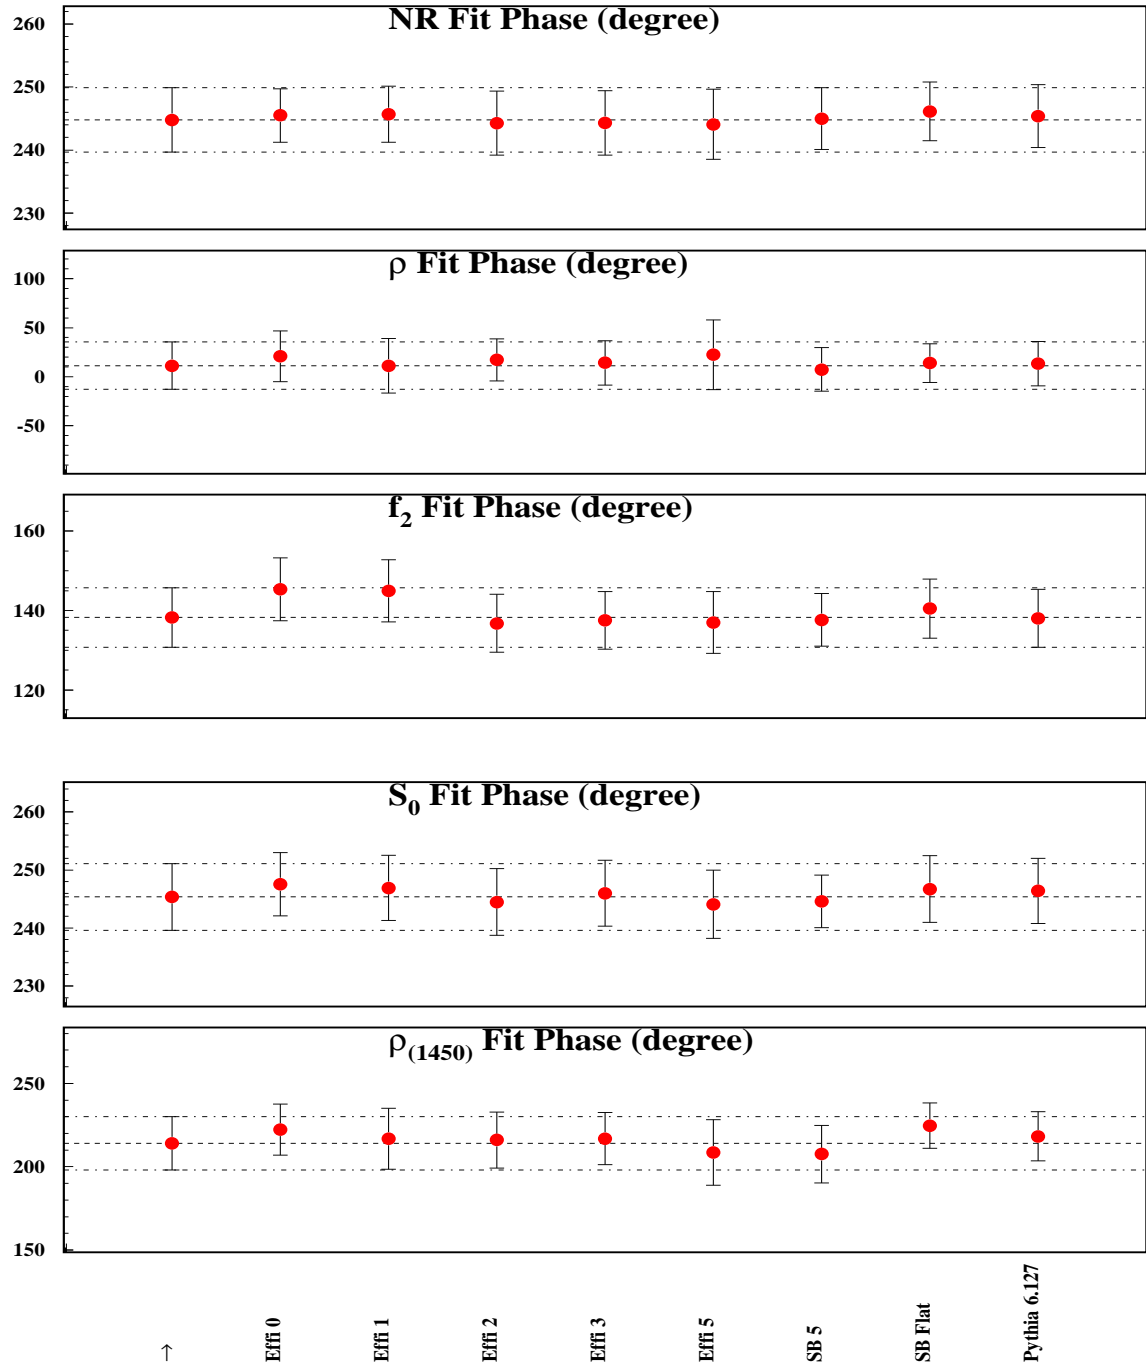 NR Fit Phase (degree)
260
250
240
230
ρ Fit Phase (degree)
100
50
0
-50
f₂ Fit Phase (degree)
160
140
120
S₀ Fit Phase (degree)
260
250
240
230
ρ₍₁₄₅₀₎ Fit Phase (degree)
250
200
150
↑
Effi 0
Effi 1
Effi 2
Effi 3
Effi 5
SB 5
SB Flat
Pythia 6.127